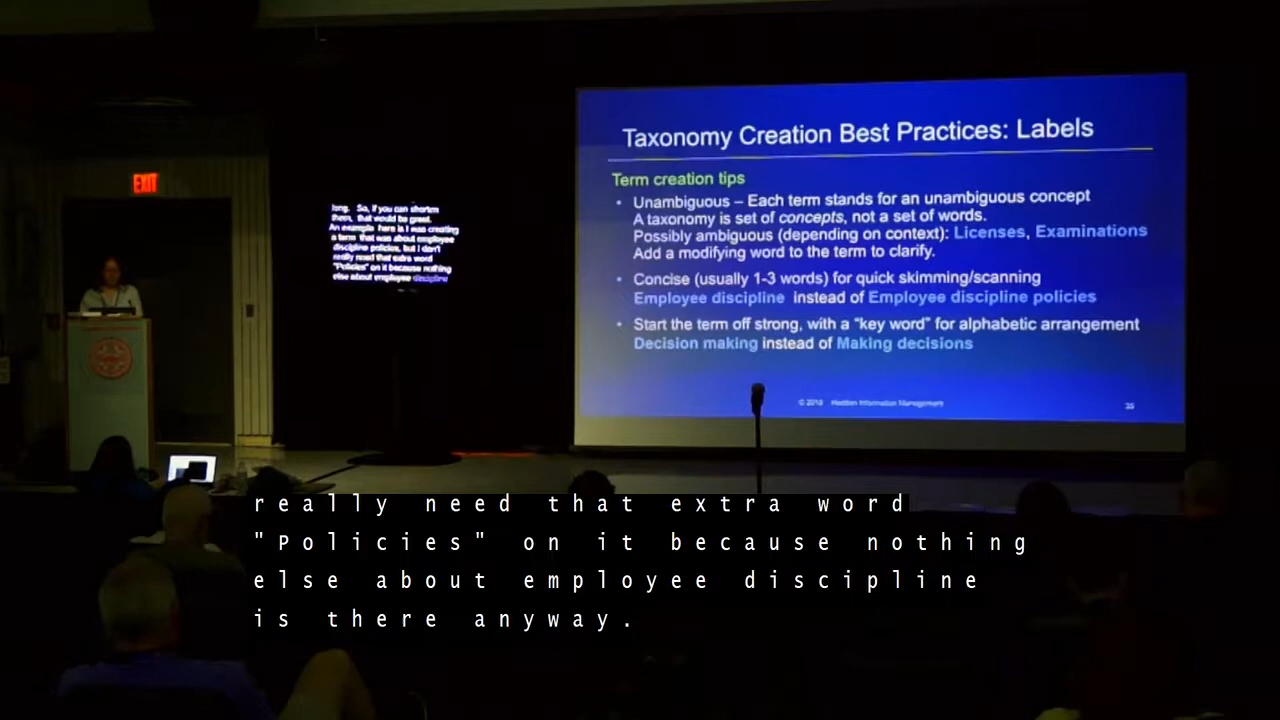 EXIT
long. So, if you can shorten
them, that would be great.
An example here is I was creating
a term that was about employee
discipline policies, but I don't
really need that extra word
"Policies" on it because nothing
else about employee discipline
Taxonomy Creation Best Practices: Labels
Term creation tips
• Unambiguous – Each term stands for an unambiguous concept
A taxonomy is set of concepts, not a set of words.
Possibly ambiguous (depending on context): Licenses, Examinations
Add a modifying word to the term to clarify.
• Concise (usually 1-3 words) for quick skimming/scanning
Employee discipline instead of Employee discipline policies
• Start the term off strong, with a "key word" for alphabetic arrangement
Decision making instead of Making decisions
© 2018 Hedden Information Management
35
really need that extra word
"Policies" on it because nothing
else about employee discipline
is there anyway.